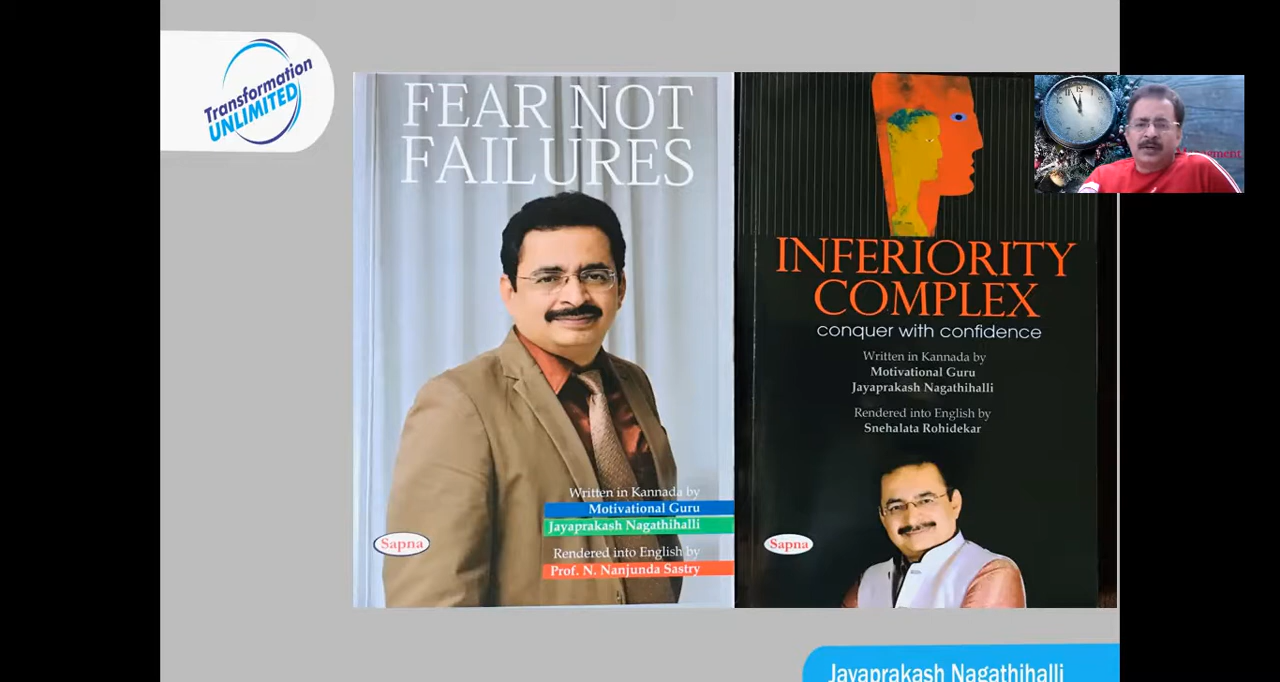 Transformation
UNLIMITED
FEAR NOT
FAILURES
Written in Kannada by
Motivational Guru
Jayaprakash Nagathihalli
Rendered into English by
Prof. N. Nanjunda Sastry
Sapna
INFERIORITY
COMPLEX
conquer with confidence
Written in Kannada by
Motivational Guru
Jayaprakash Nagathihalli
Rendered into English by
Snehalata Rohidekar
Sapna
12
Jayaprakash Nagathihalli